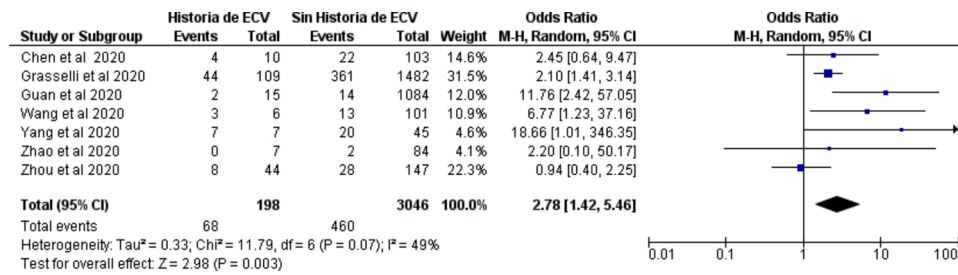 Historia de ECV Sin Historia de ECV Odds Ratio Odds Ratio
Study or Subgroup Events Total Events Total Weight M-H, Random, 95% CI M-H, Random, 95% CI
Chen et al 2020 4 10 22 103 14.6% 2.45 [0.64, 9.47]
Grasselli et al 2020 44 109 361 1482 31.5% 2.10 [1.41, 3.14]
Guan et al 2020 2 15 14 1084 12.0% 11.76 [2.42, 57.05]
Wang et al 2020 3 6 13 101 10.9% 6.77 [1.23, 37.16]
Yang et al 2020 7 7 20 45 4.6% 18.66 [1.01, 346.35]
Zhao et al 2020 0 7 2 84 4.1% 2.20 [0.10, 50.17]
Zhou et al 2020 8 44 28 147 22.3% 0.94 [0.40, 2.25]
Total (95% CI) 198 3046 100.0% 2.78 [1.42, 5.46]
Total events 68 460
Heterogeneity: Tau² = 0.33; Chi² = 11.79, df = 6 (P = 0.07); I² = 49%
Test for overall effect: Z = 2.98 (P = 0.003)
0.01 0.1 1 10 100